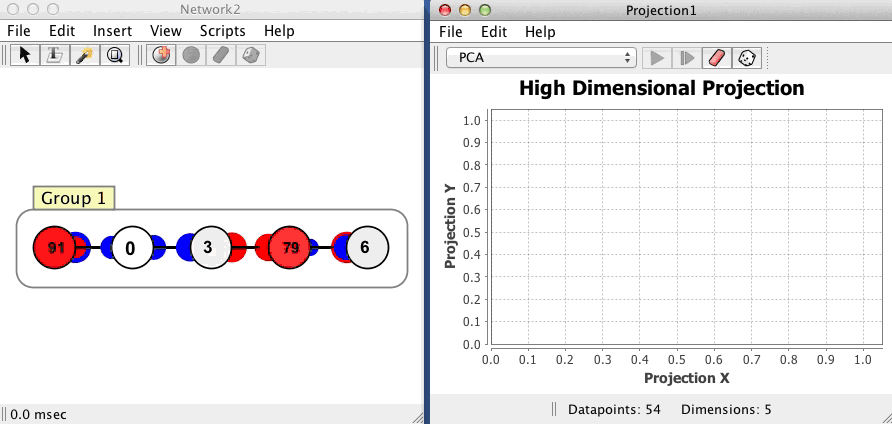 Network2
File Edit Insert View Scripts Help
Group 1
91 0 3 79 6
0.0 msec
Projection1
File Edit Help
PCA
High Dimensional Projection
Projection Y
1.0
0.9
0.8
0.7
0.6
0.5
0.4
0.3
0.2
0.1
0.0
0.0 0.1 0.2 0.3 0.4 0.5 0.6 0.7 0.8 0.9 1.0
Projection X
Datapoints: 54 Dimensions: 5